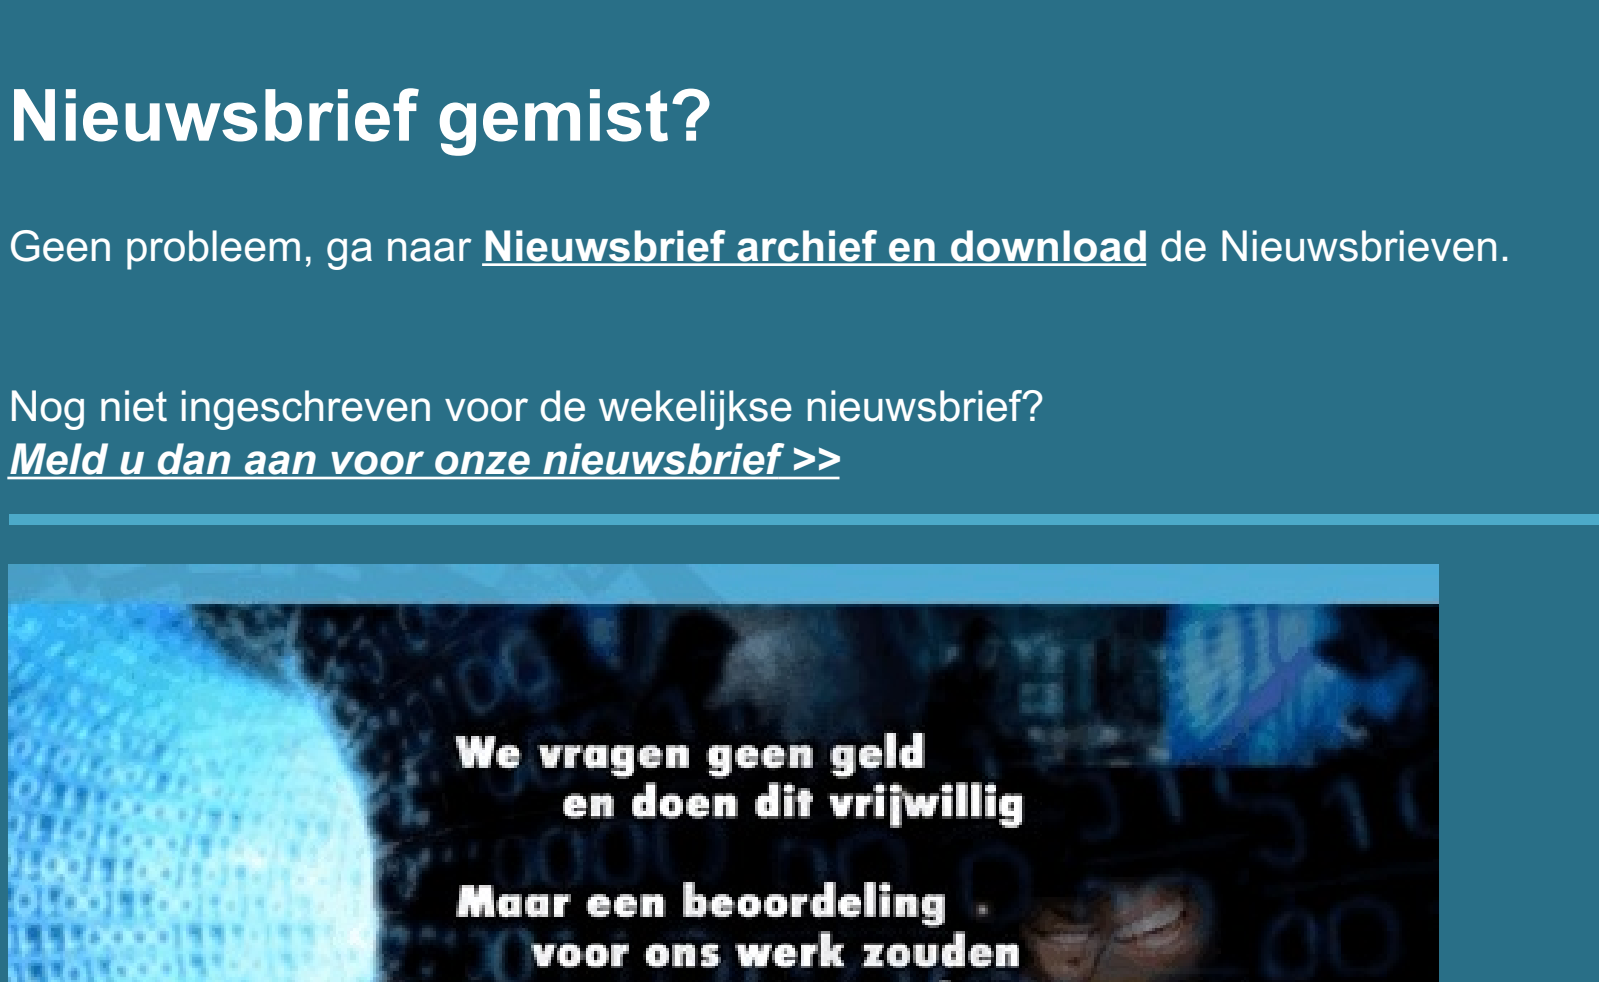 Nieuwsbrief gemist?
Geen probleem, ga naar Nieuwsbrief archief en download de Nieuwsbrieven.
Nog niet ingeschreven voor de wekelijkse nieuwsbrief?
Meld u dan aan voor onze nieuwsbrief >>
We vragen geen geld
en doen dit vrijwillig
Maar een beoordeling
voor ons werk zouden